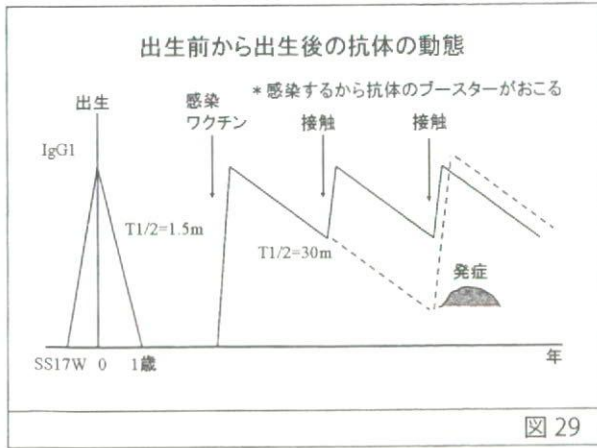 出生前から出生後の抗体の動態
*感染するから抗体のブースターがおこる
出生
感染
ワクチン
接触
接触
IgG1
T1/2=1.5m
T1/2=30m
発症
年
SS17W 0 1歳
図 29